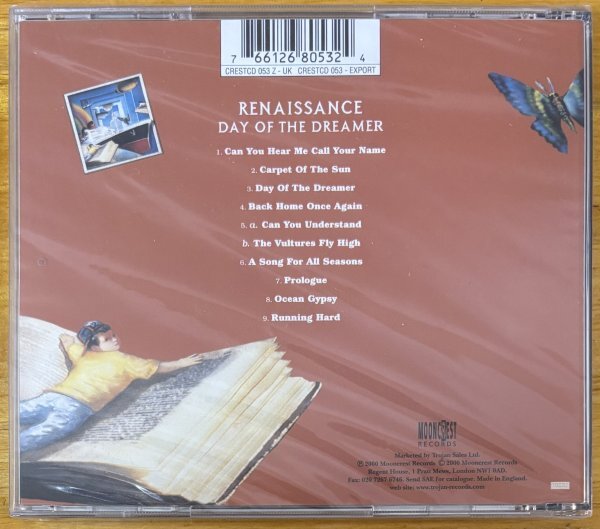 7 66126 80532 4
CRESTCD 053 Z - UK CRESTCD 053 - EXPORT
RENAISSANCE
DAY OF THE DREAMER
1. Can You Hear Me Call Your Name
2. Carpet Of The Sun
3. Day Of The Dreamer
4. Back Home Once Again
5. a. Can You Understand
b. The Vultures Fly High
6. A Song For All Seasons
7. Prologue
8. Ocean Gypsy
9. Running Hard
MOONCREST
RECORDS
Marketed by Trojan Sales Ltd.
℗ 2000 Mooncrest Records © 2000 Mooncrest Records
Regent House, 1 Pratt Mews, London NW1 0AD.
Fax: 020 7267 6746. Send SAE for catalogue. Made in England.
web site: www.trojan-records.com